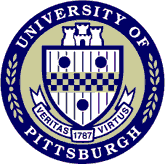 UNIVERSITY OF
PITTSBURGH
VERITAS 1787 VIRTUS